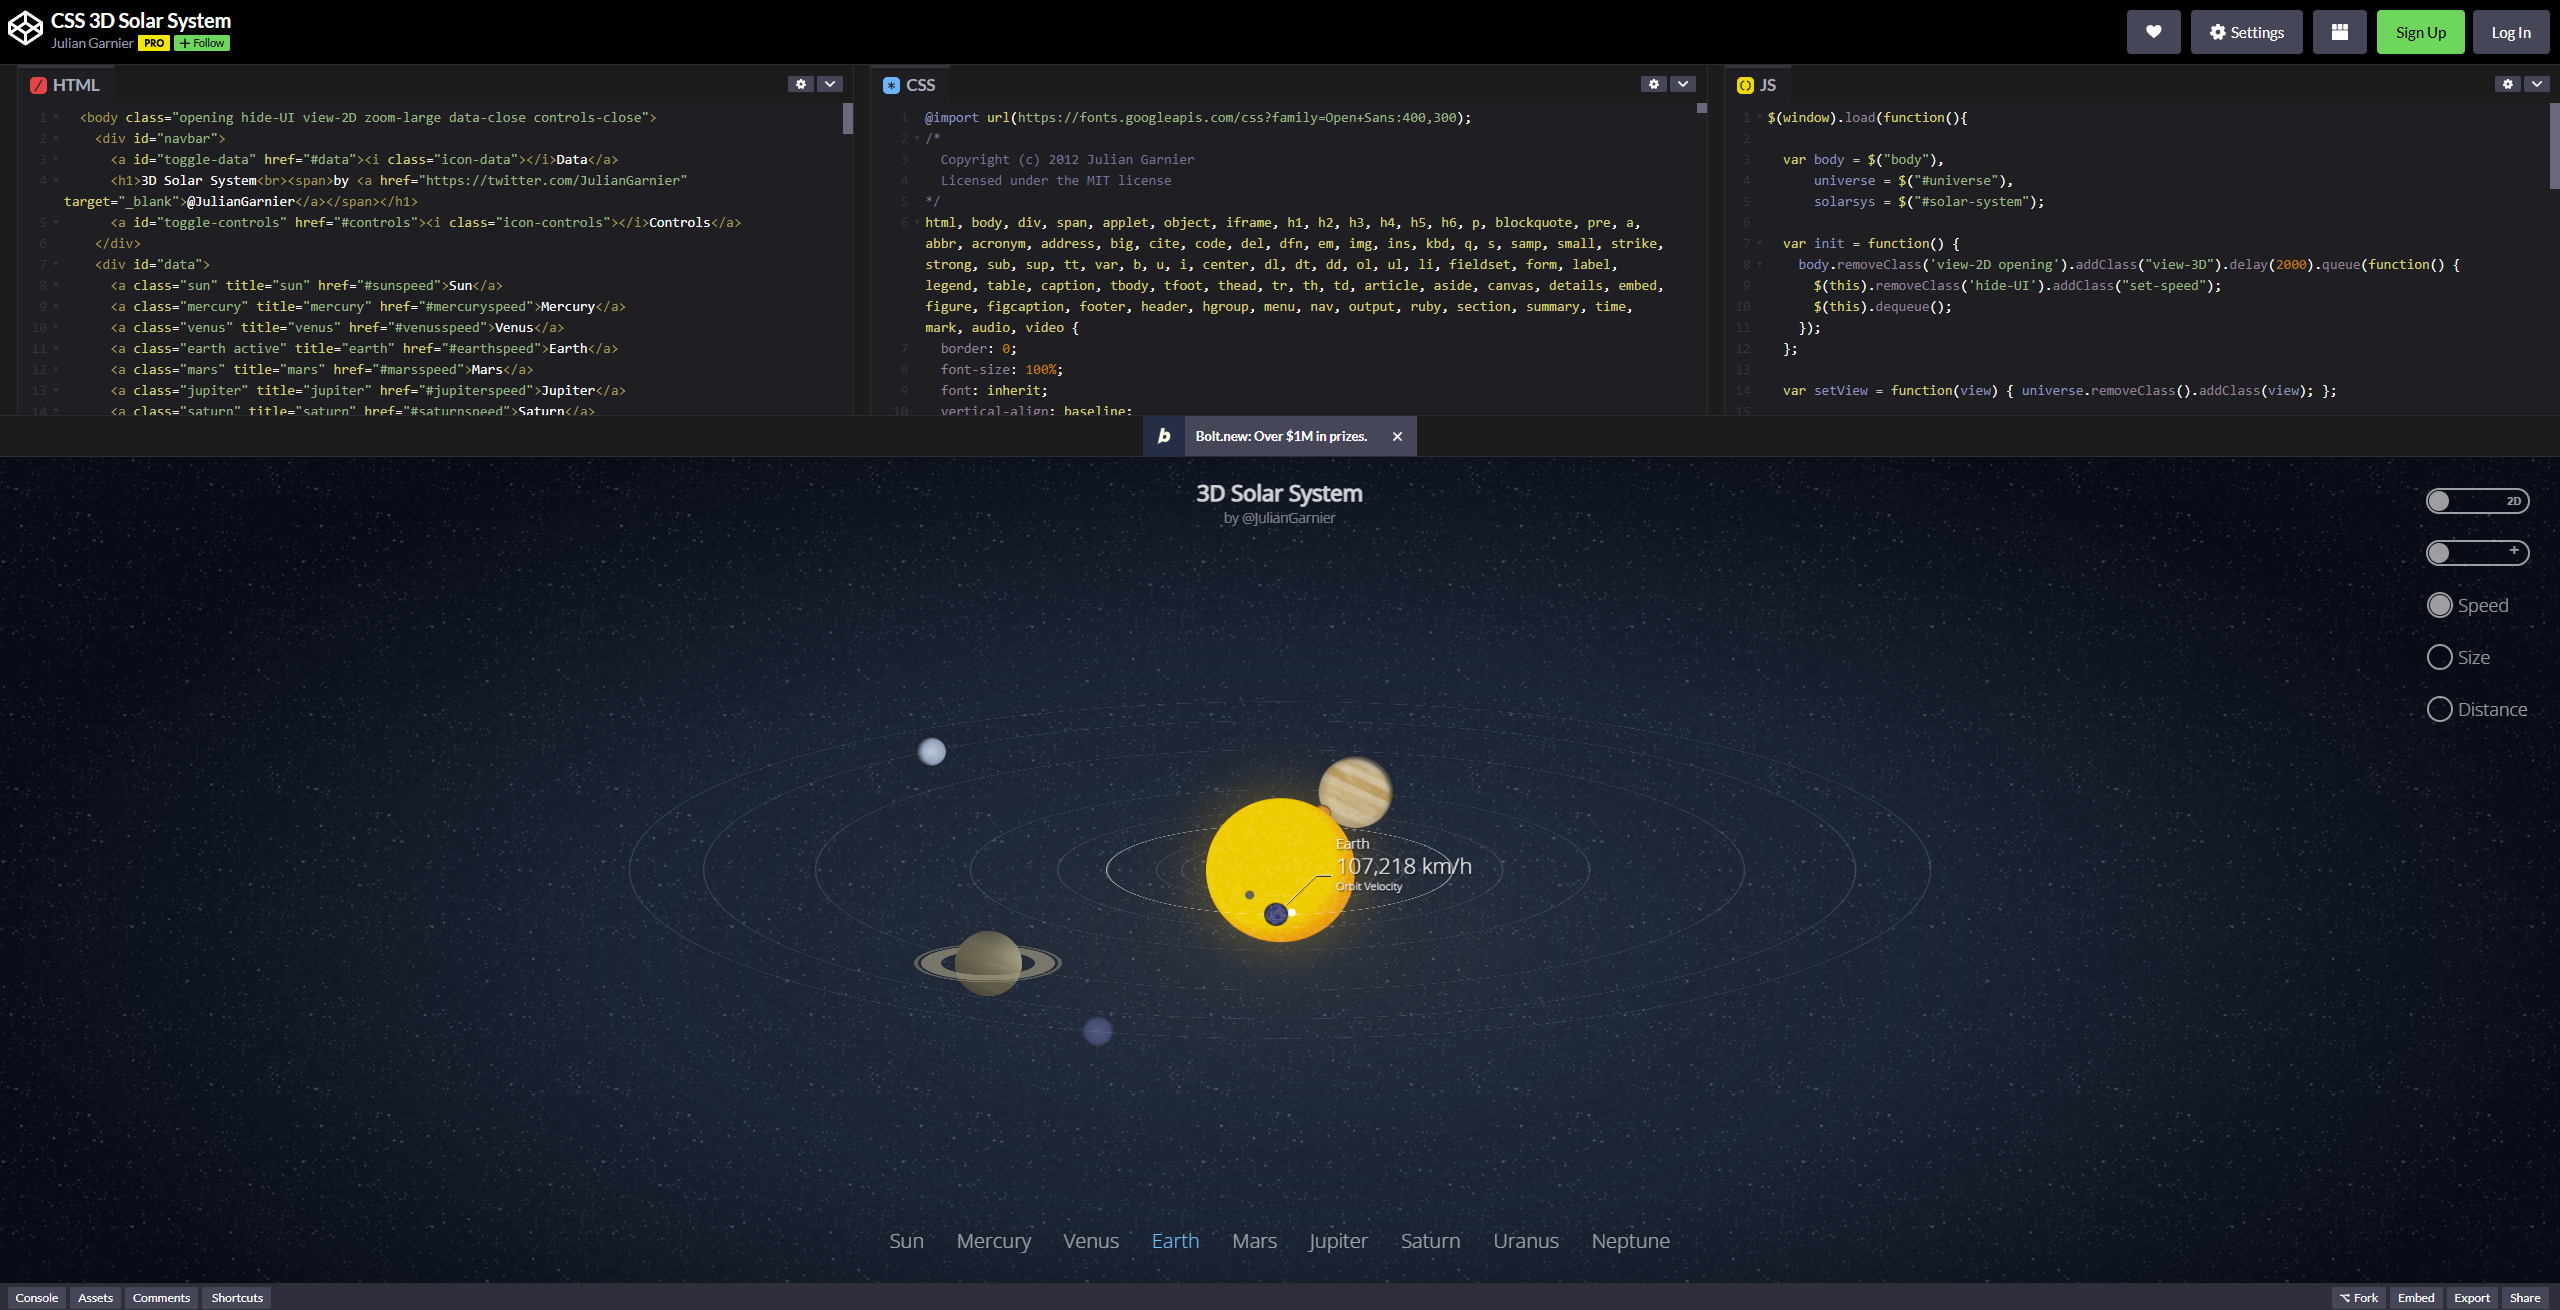 CSS 3D Solar System
Julian Garnier PRO + Follow
Settings
Sign Up
Log In
HTML
1 <body class="opening hide-UI view-2D zoom-large data-close controls-close">
2 <div id="navbar">
3 <a id="toggle-data" href="#data"><i class="icon-data"></i>Data</a>
4 <h1>3D Solar System<br><span>by <a href="https://twitter.com/JulianGarnier"
target="_blank">@JulianGarnier</a></span></h1>
5 <a id="toggle-controls" href="#controls"><i class="icon-controls"></i>Controls</a>
6 </div>
7 <div id="data">
8 <a class="sun" title="sun" href="#sunspeed">Sun</a>
9 <a class="mercury" title="mercury" href="#mercuryspeed">Mercury</a>
10 <a class="venus" title="venus" href="#venusspeed">Venus</a>
11 <a class="earth active" title="earth" href="#earthspeed">Earth</a>
12 <a class="mars" title="mars" href="#marsspeed">Mars</a>
13 <a class="jupiter" title="jupiter" href="#jupiterspeed">Jupiter</a>
14 <a class="saturn" title="saturn" href="#saturnspeed">Saturn</a>
CSS
1 @import url(https://fonts.googleapis.com/css?family=Open+Sans:400,300);
2 /*
3 Copyright (c) 2012 Julian Garnier
4 Licensed under the MIT license
5 */
6 html, body, div, span, applet, object, iframe, h1, h2, h3, h4, h5, h6, p, blockquote, pre, a,
abbr, acronym, address, big, cite, code, del, dfn, em, img, ins, kbd, q, s, samp, small, strike,
strong, sub, sup, tt, var, b, u, i, center, dl, dt, dd, ol, ul, li, fieldset, form, label,
legend, table, caption, tbody, tfoot, thead, tr, th, td, article, aside, canvas, details, embed,
figure, figcaption, footer, header, hgroup, menu, nav, output, ruby, section, summary, time,
mark, audio, video {
7 border: 0;
8 font-size: 100%;
9 font: inherit;
10 vertical-align: baseline;
JS
1 $(window).load(function(){
2
3 var body = $("body"),
4 universe = $("#universe"),
5 solarsys = $("#solar-system");
6
7 var init = function() {
8 body.removeClass('view-2D opening').addClass("view-3D").delay(2000).queue(function() {
9 $(this).removeClass('hide-UI').addClass("set-speed");
10 $(this).dequeue();
11 });
12 };
13
14 var setView = function(view) { universe.removeClass().addClass(view); };
15
b Bolt.new: Over $1M in prizes. ×
3D Solar System
by @JulianGarnier
2D
+
Speed
Size
Distance
Earth
107,218 km/h
Orbit Velocity
Sun Mercury Venus Earth Mars Jupiter Saturn Uranus Neptune
Console Assets Comments Shortcuts
Fork Embed Export Share